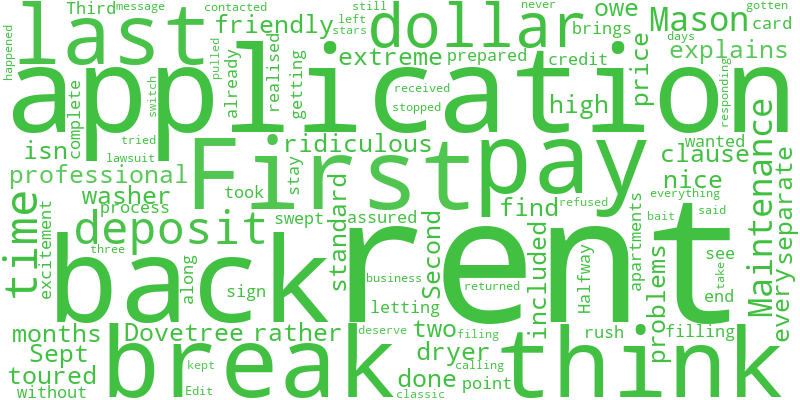 Third message
contacted
still
never
gotten
happened
last
friendly
left
stars
dollar
owe
brings
Mason
card
days
pulled
already
realised
getting
extreme
prepared
credit
price
explains
application
complete
switch
received
stopped
high
responding
tried
lawsuit
isn
ridiculous
First
pay
wanted
clause
Maintenance
separate
professional
washer
process
took
stay
swept
assured
standard
find
refused
nice
everything
bait
said
every
time
excitement
deposit
three
back
along
sign
business
rent
returned
Second
included
Halfway
apartments
problems
see
take
end
letting
months
Dovetree
rather
two
filing
rush
filling
Sept
toured
without
break
deserve
kept
Edit
dryer
calling
done
point
classic
think